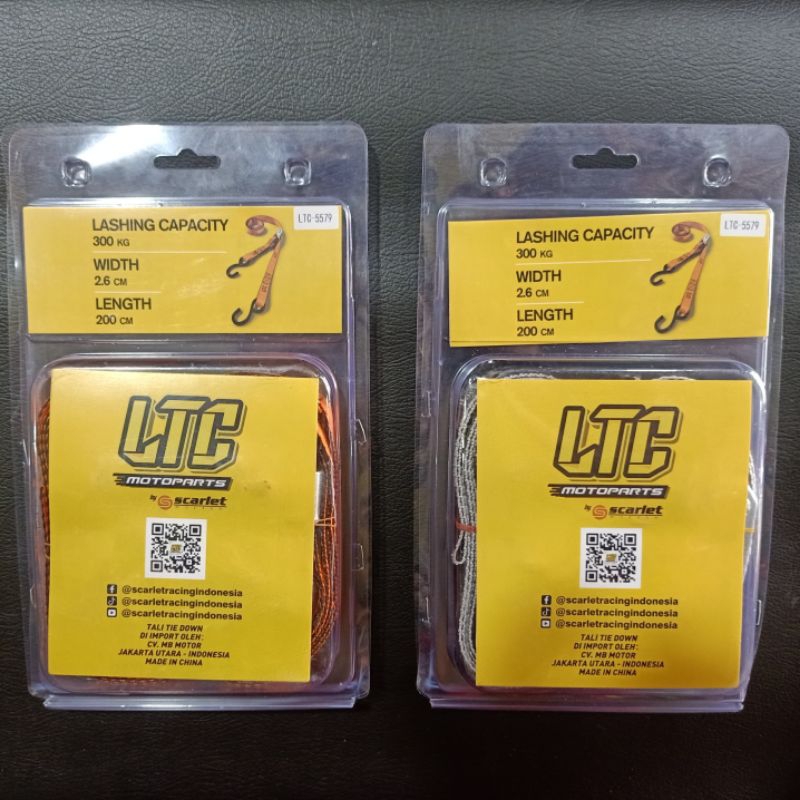 LASHING CAPACITY
300 KG
WIDTH
2.6 CM
LENGTH
200 CM
LTC-5579
LTC
MOTOPARTS
by scarlet
@scarletracingindonesia
@scarletracingindonesia
@scarletracingindonesia
TALI TIE DOWN
DI IMPORT OLEH:
CV. MB MOTOR
JAKARTA UTARA - INDONESIA
MADE IN CHINA
LASHING CAPACITY
300 KG
WIDTH
2.6 CM
LENGTH
200 CM
LTC-5579
LTC
MOTOPARTS
by scarlet
@scarletracingindonesia
@scarletracingindonesia
@scarletracingindonesia
TALI TIE DOWN
DI IMPORT OLEH:
CV. MB MOTOR
JAKARTA UTARA - INDONESIA
MADE IN CHINA